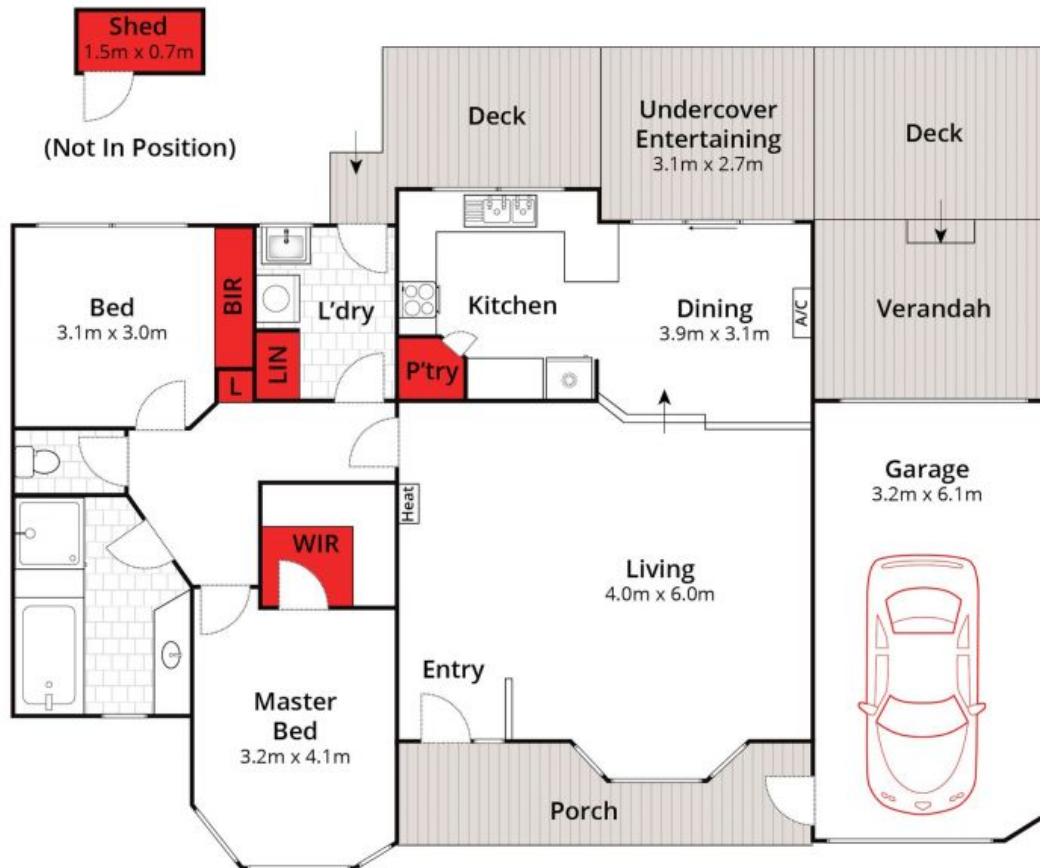 Shed
1.5m x 0.7m
(Not In Position)
Deck
Undercover
Entertaining
3.1m x 2.7m
Deck
Bed
3.1m x 3.0m
BIR
L'dry
LIN
L
Kitchen
P'try
Dining
3.9m x 3.1m
A/C
Verandah
Garage
3.2m x 6.1m
Heat
WIR
Living
4.0m x 6.0m
Entry
Master
Bed
3.2m x 4.1m
Porch